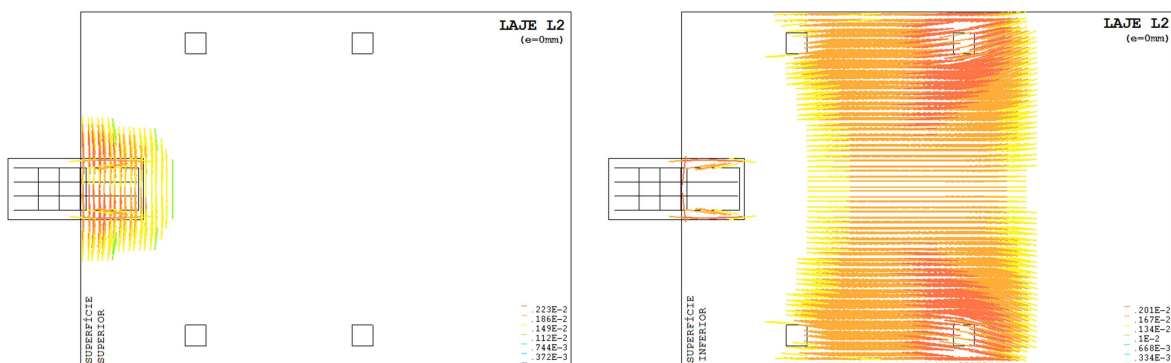 LAJE L2
(e=0mm)
SUPERFÍCIE
SUPERIOR
.223E-2
.186E-2
.149E-2
.112E-2
.744E-3
.372E-3
LAJE L2
(e=0mm)
SUPERFÍCIE
INFERIOR
.201E-2
.167E-2
.134E-2
.1E-2
.668E-3
.334E-3